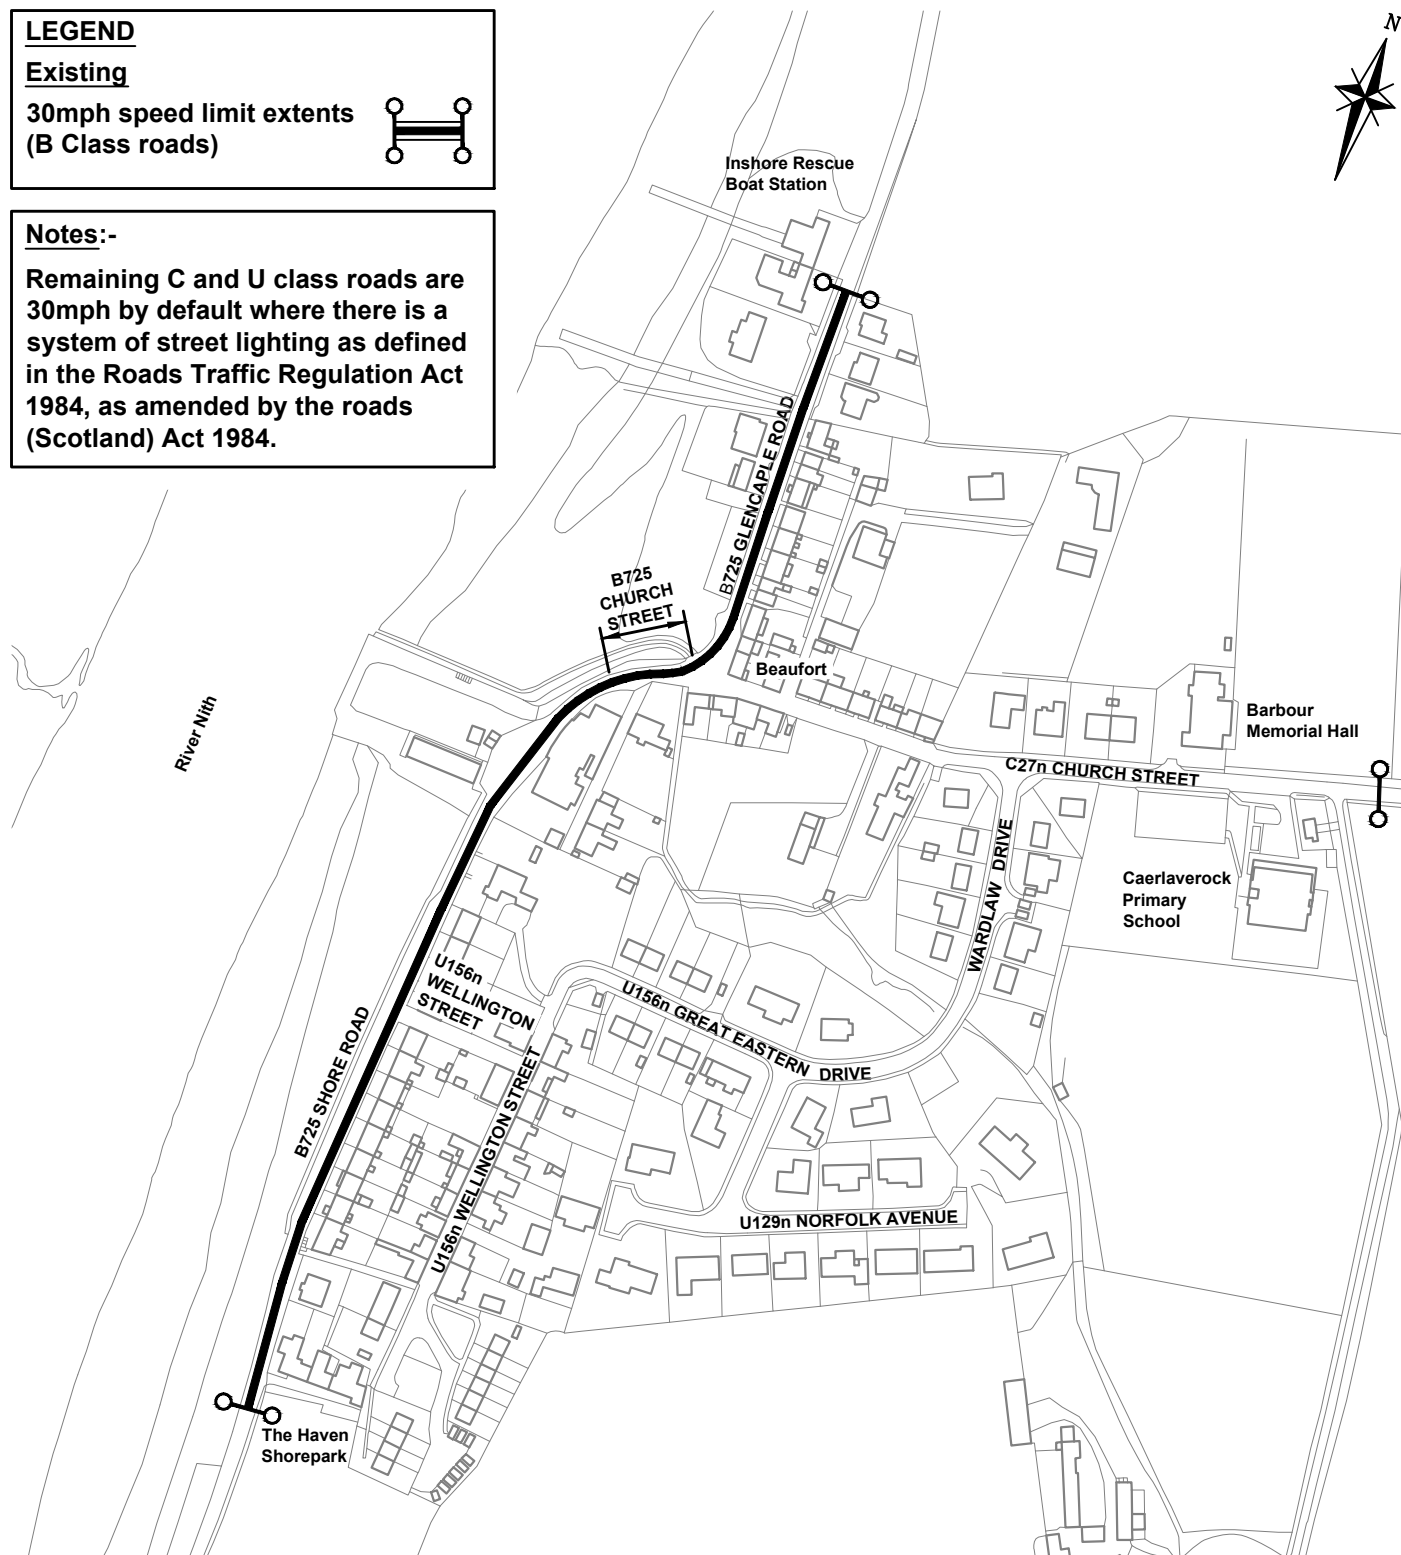 LEGEND
Existing
30mph speed limit extents
(B Class roads)
Notes:-
Remaining C and U class roads are
30mph by default where there is a
system of street lighting as defined
in the Roads Traffic Regulation Act
1984, as amended by the roads
(Scotland) Act 1984.
N
Inshore Rescue
Boat Station
B725 GLENCAPLE ROAD
B725
CHURCH
STREET
Beaufort
River Nith
Barbour
Memorial Hall
C27n CHURCH STREET
WARDLAW DRIVE
Caerlaverock
Primary
School
U156n
WELLINGTON
STREET
U156n GREAT EASTERN DRIVE
B725 SHORE ROAD
U156n WELLINGTON STREET
U129n NORFOLK AVENUE
The Haven
Shorepark